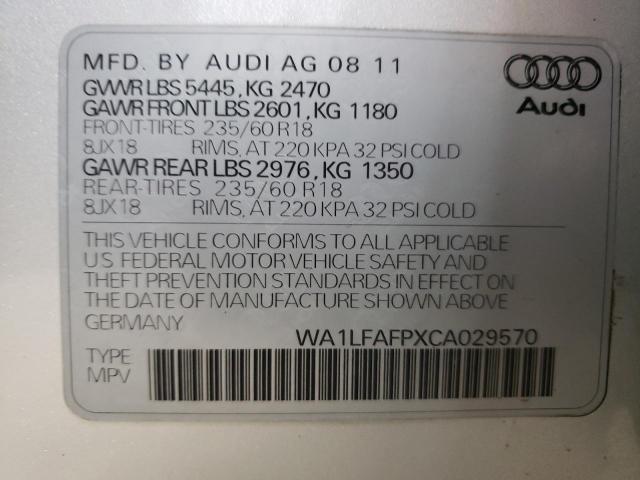 MFD. BY AUDI AG 08 11
GVWR LBS 5445, KG 2470
GAWR FRONT LBS 2601, KG 1180
FRONT-TIRES 235/60 R18
8JX18 RIMS, AT 220 KPA 32 PSI COLD
GAWR REAR LBS 2976, KG 1350
REAR-TIRES 235/60 R18
8JX18 RIMS, AT 220 KPA 32 PSI COLD
Audi
THIS VEHICLE CONFORMS TO ALL APPLICABLE
US FEDERAL MOTOR VEHICLE SAFETY AND
THEFT PREVENTION STANDARDS IN EFFECT ON
THE DATE OF MANUFACTURE SHOWN ABOVE
GERMANY
WA1LFAFPXCA029570
TYPE
MPV